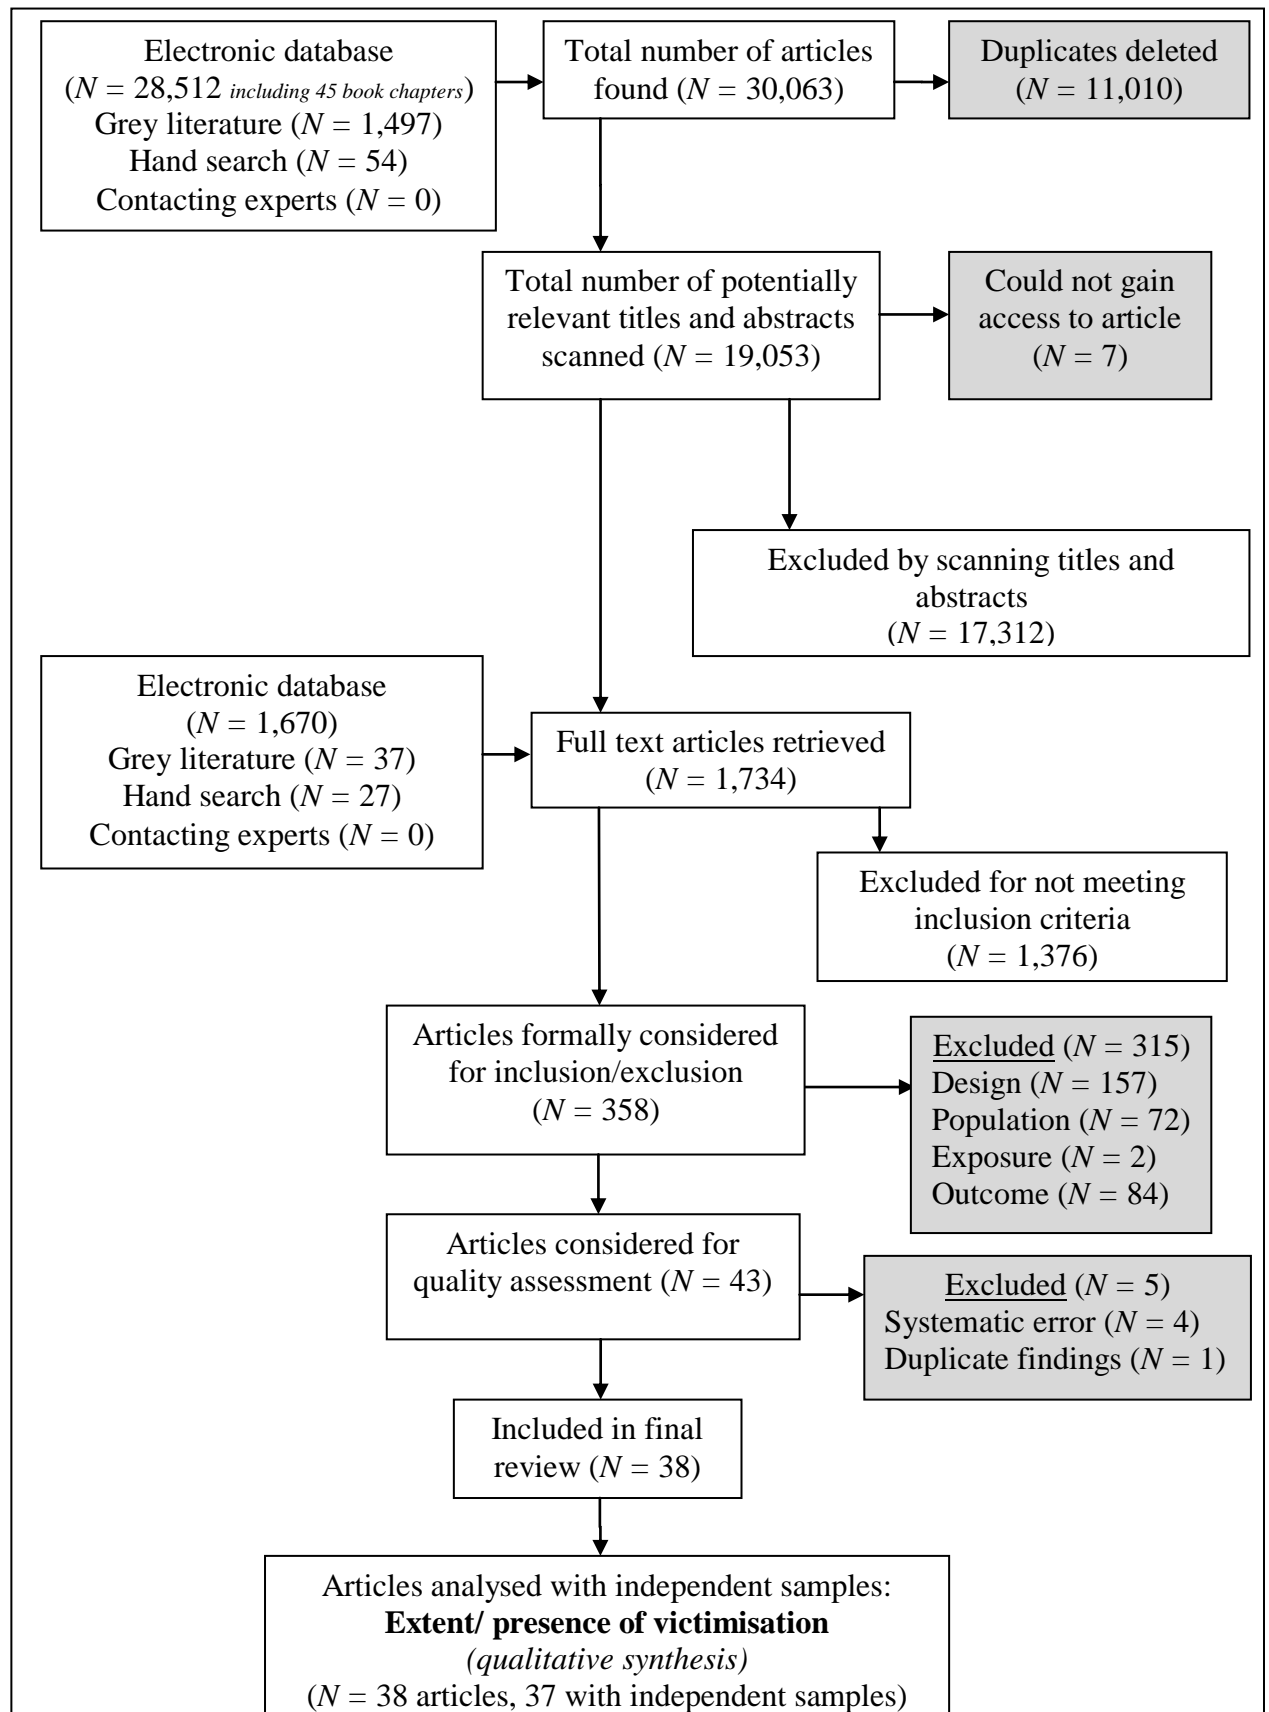 Electronic database
(N = 28,512 including 45 book chapters)
Grey literature (N = 1,497)
Hand search (N = 54)
Contacting experts (N = 0)
Total number of articles
found (N = 30,063)
Duplicates deleted
(N = 11,010)
Total number of potentially
relevant titles and abstracts
scanned (N = 19,053)
Could not gain
access to article
(N = 7)
Excluded by scanning titles and
abstracts
(N = 17,312)
Electronic database
(N = 1,670)
Grey literature (N = 37)
Hand search (N = 27)
Contacting experts (N = 0)
Full text articles retrieved
(N = 1,734)
Excluded for not meeting
inclusion criteria
(N = 1,376)
Articles formally considered
for inclusion/exclusion
(N = 358)
Excluded (N = 315)
Design (N = 157)
Population (N = 72)
Exposure (N = 2)
Outcome (N = 84)
Articles considered for
quality assessment (N = 43)
Excluded (N = 5)
Systematic error (N = 4)
Duplicate findings (N = 1)
Included in final
review (N = 38)
Articles analysed with independent samples:
Extent/ presence of victimisation
(qualitative synthesis)
(N = 38 articles, 37 with independent samples)